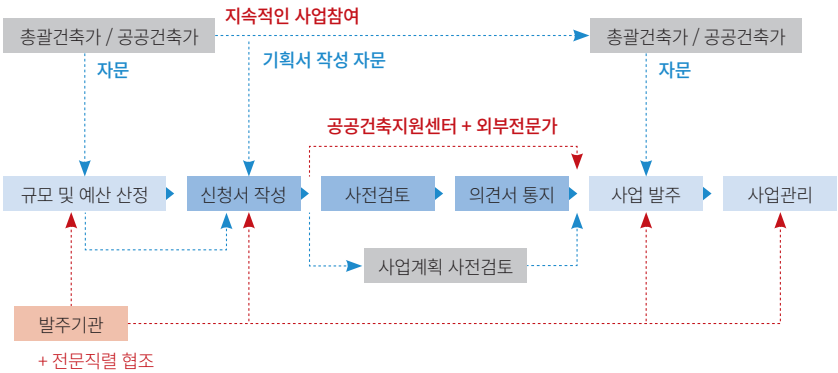 지속적인 사업참여
총괄건축가 / 공공건축가
총괄건축가 / 공공건축가
자문
기획서 작성 자문
자문
공공건축지원센터 + 외부전문가
규모 및 예산 산정
신청서 작성
사전검토
의견서 통지
사업 발주
사업관리
사업계획 사전검토
발주기관
+ 전문직렬 협조